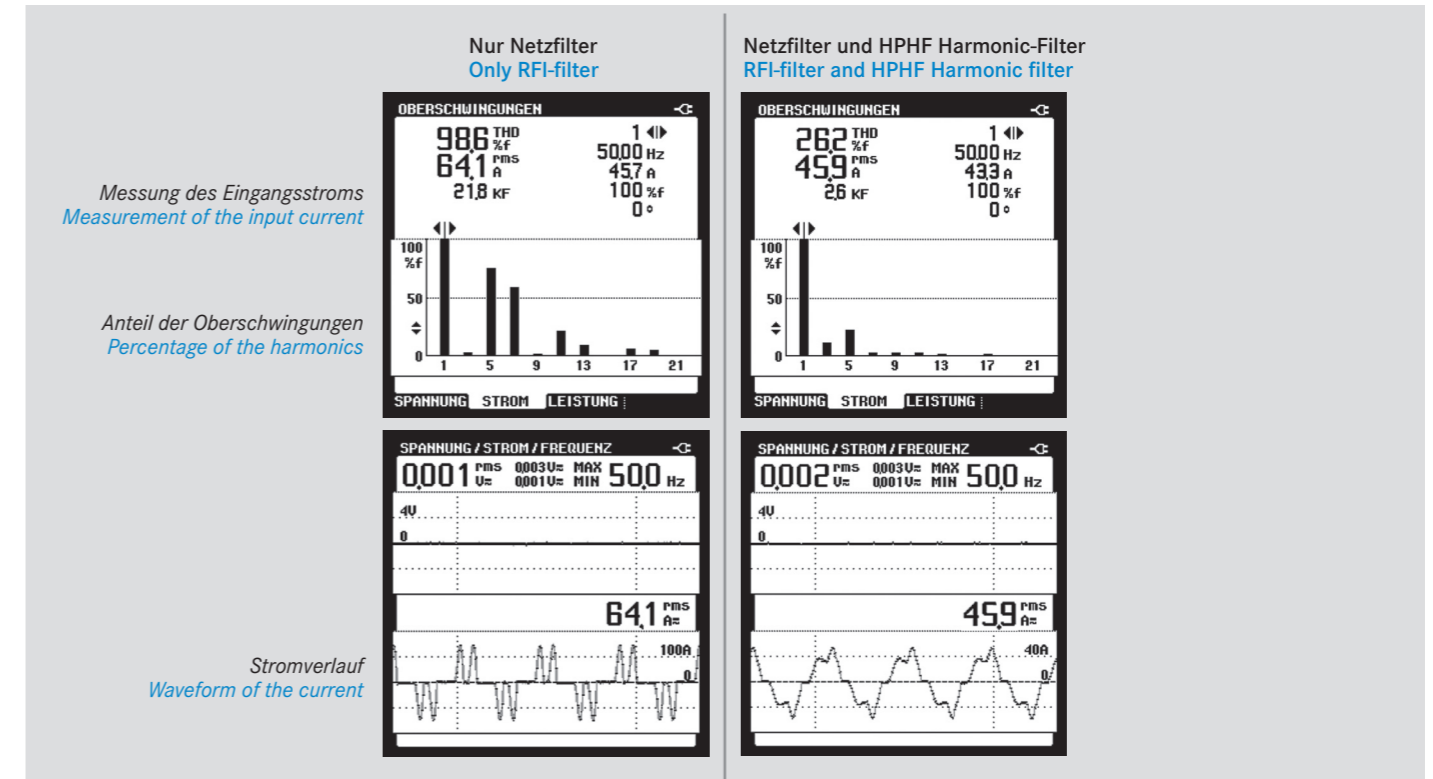 Nur Netzfilter
Only RFI-filter
Netzfilter und HPHF Harmonic-Filter
RFI-filter and HPHF Harmonic filter
Messung des Eingangsstroms
Measurement of the input current
Anteil der Oberschwingungen
Percentage of the harmonics
Stromverlauf
Waveform of the current
OBERSCHWINGUNGEN
98,6 THD %f 1
64,1 rms A 50,00 Hz
45,7 A
21,8 KF 100 %f
0°
100
%f
50
0
1 5 9 13 17 21
SPANNUNG STROM LEISTUNG
OBERSCHWINGUNGEN
26,2 THD %f 1
45,9 rms A 50,00 Hz
43,3 A
2,6 KF 100 %f
0°
100
%f
50
0
1 5 9 13 17 21
SPANNUNG STROM LEISTUNG
SPANNUNG / STROM / FREQUENZ
0,001 rms V≂ 0,003 V≂ MAX 50,0 Hz
0,001 V≂ MIN
4V
0
64,1 rms A≂
100A
0
SPANNUNG / STROM / FREQUENZ
0,002 rms V≂ 0,003 V≂ MAX 50,0 Hz
0,001 V≂ MIN
4V
0
45,9 rms A≂
40A
0